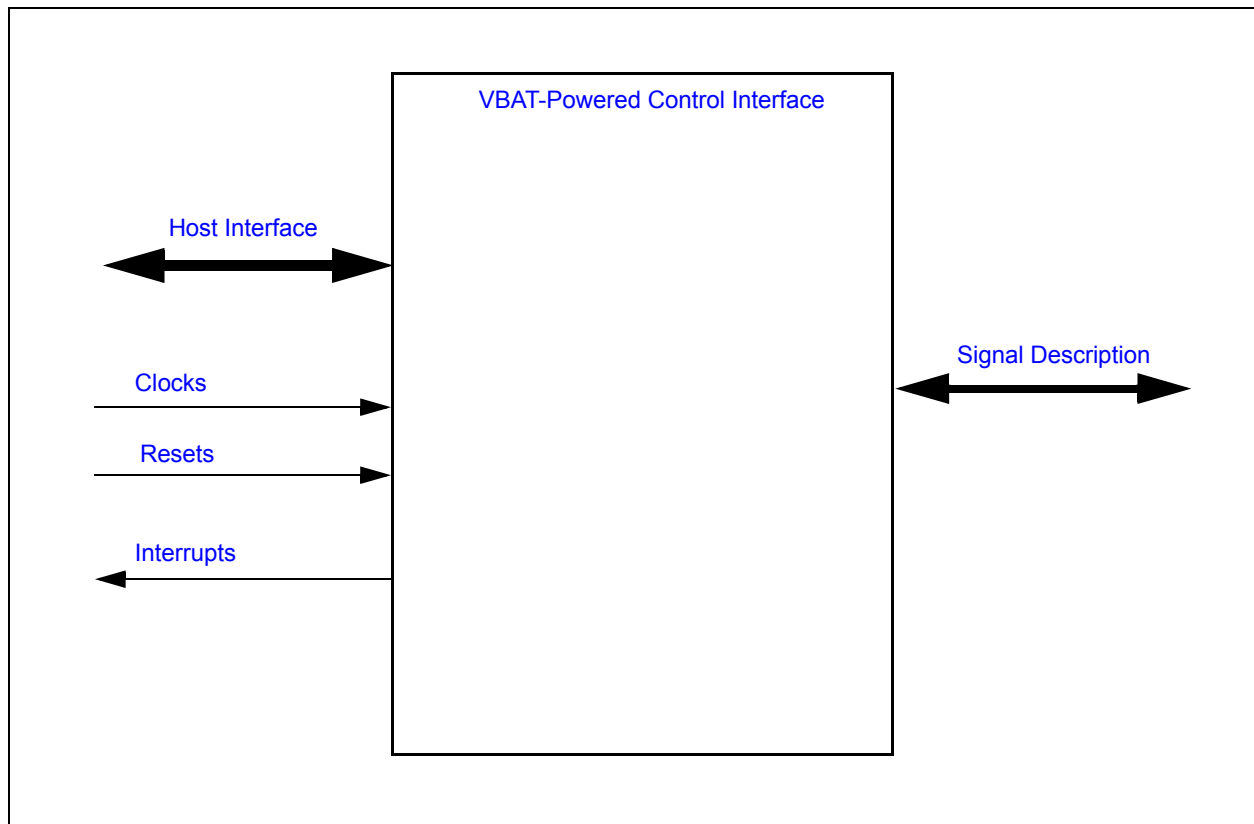 VBAT-Powered Control Interface
Host Interface
Signal Description
Clocks
Resets
Interrupts